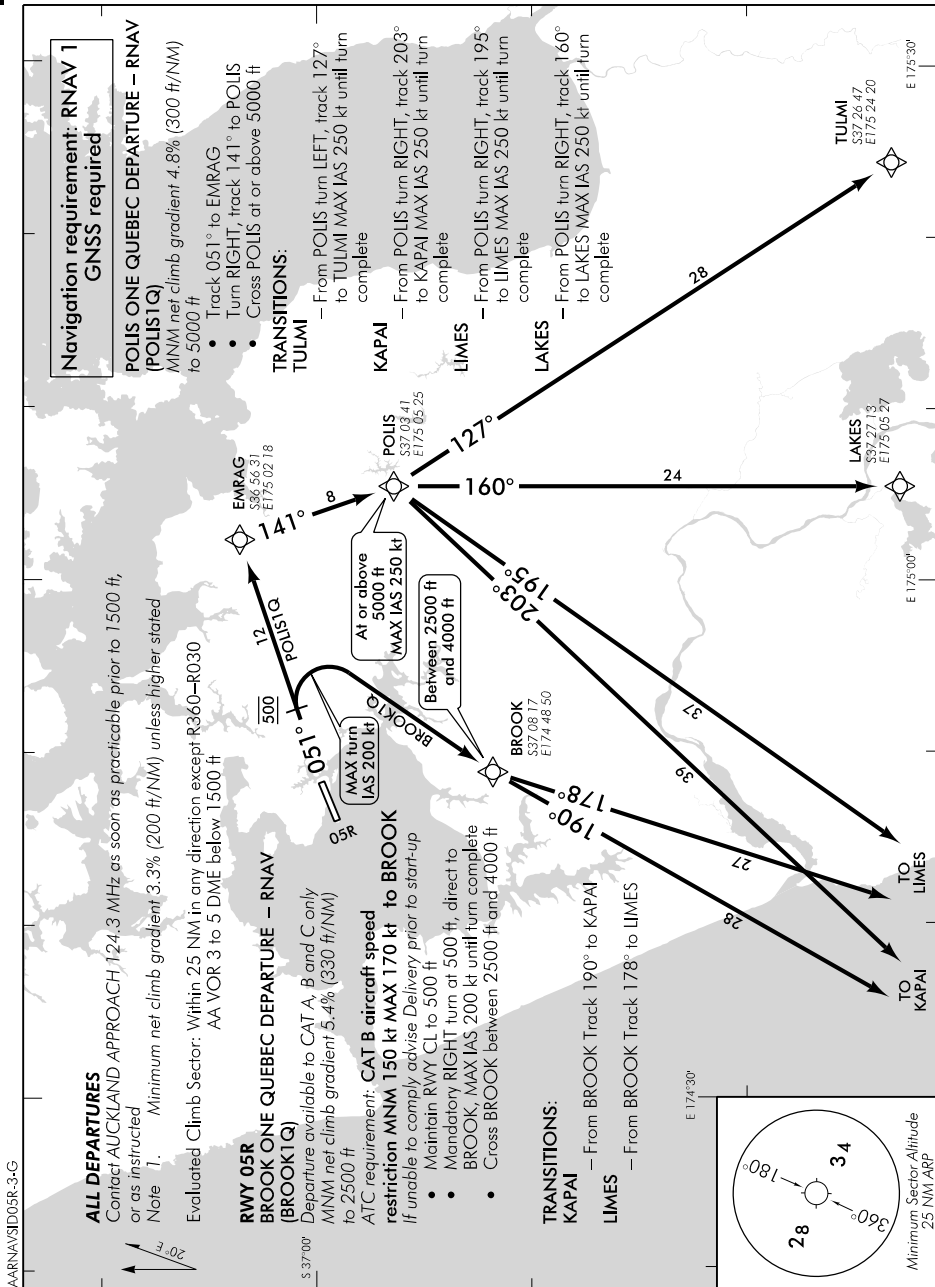 AARNAVSID05R-3-G
ALL DEPARTURES
Contact AUCKLAND APPROACH 124.3 MHz as soon as practicable prior to 1500 ft,
or as instructed
Note 1. Minimum net climb gradient 3.3% (200 ft/NM) unless higher stated
Evaluated Climb Sector: Within 25 NM in any direction except R360–R030
AA VOR 3 to 5 DME below 1500 ft
RWY 05R
BROOK ONE QUEBEC DEPARTURE – RNAV
(BROOK1Q)
Departure available to CAT A, B and C only
MNM net climb gradient 5.4% (330 ft/NM)
to 2500 ft
ATC requirement: CAT B aircraft speed
restriction MNM 150 kt MAX 170 kt to BROOK
If unable to comply advise Delivery prior to start-up
• Maintain RWY CL to 500 ft
• Mandatory RIGHT turn at 500 ft, direct to
BROOK, MAX IAS 200 kt until turn complete
• Cross BROOK between 2500 ft and 4000 ft
TRANSITIONS:
KAPAI – From BROOK Track 190° to KAPAI
LIMES – From BROOK Track 178° to LIMES
Navigation requirement: RNAV 1
GNSS required
POLIS ONE QUEBEC DEPARTURE – RNAV
(POLIS1Q)
MNM net climb gradient 4.8% (300 ft/NM)
to 5000 ft
• Track 051° to EMRAG
• Turn RIGHT, track 141° to POLIS
• Cross POLIS at or above 5000 ft
TRANSITIONS:
TULMI – From POLIS turn LEFT, track 127°
to TULMI MAX IAS 250 kt until turn
complete
KAPAI – From POLIS turn RIGHT, track 203°
to KAPAI MAX IAS 250 kt until turn
complete
LIMES – From POLIS turn RIGHT, track 195°
to LIMES MAX IAS 250 kt until turn
complete
LAKES – From POLIS turn RIGHT, track 160°
to LAKES MAX IAS 250 kt until turn
complete
20°E
S 37°00'
05R
051°
500
12
POLIS1Q
MAX turn
IAS 200 kt
BROOK1Q
EMRAG
S36 56 31
E175 02 18
141°
8
POLIS
S37 03 41
E175 05 25
At or above
5000 ft
MAX IAS 250 kt
Between 2500 ft
and 4000 ft
BROOK
S37 08 17
E174 48 50
190°
178°
203°
195°
160°
127°
28
27
39
37
24
28
TO
KAPAI
TO
LIMES
LAKES
S37 27 13
E175 05 27
TULMI
S37 26 47
E175 24 20
E 174°30'
E 175°00'
E 175°30'
180°
28
34
360°
Minimum Sector Altitude
25 NM ARP